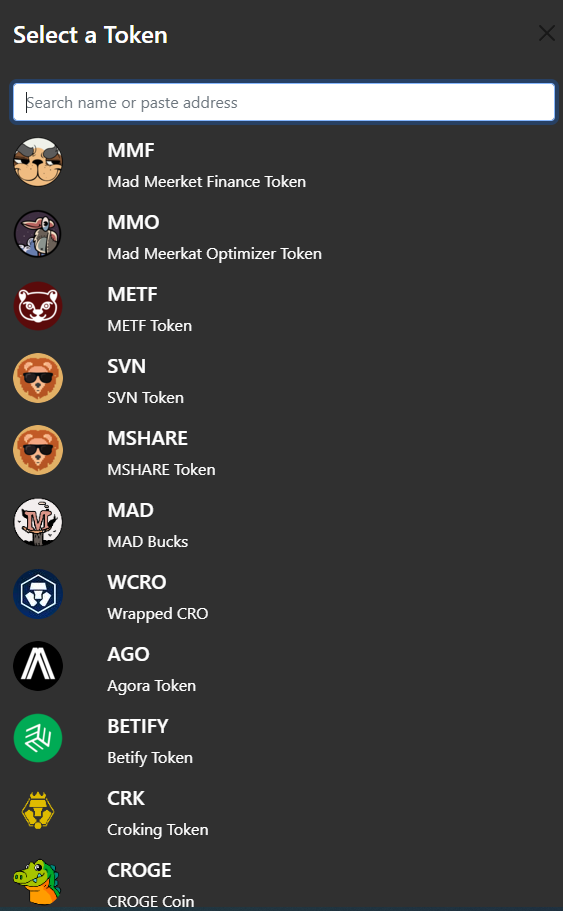 Select a Token
Search name or paste address
MMF
Mad Meerket Finance Token
MMO
Mad Meerkat Optimizer Token
METF
METF Token
SVN
SVN Token
MSHARE
MSHARE Token
MAD
MAD Bucks
WCRO
Wrapped CRO
AGO
Agora Token
BETIFY
Betify Token
CRK
Croking Token
CROGE
CROGE Coin